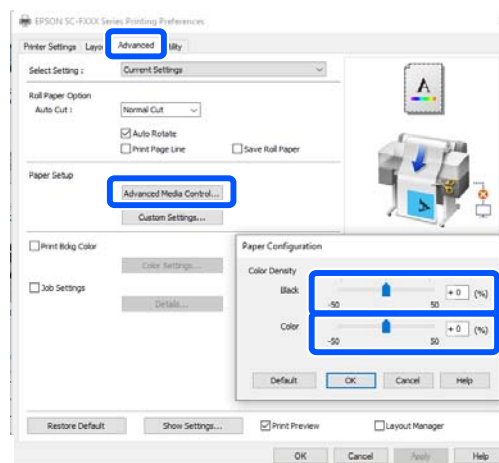 EPSON SC-FXXX Series Printing Preferences
Printer Settings Layo Advanced ility
Select Setting : Current Settings
Roll Paper Option
Auto Cut : Normal Cut
Auto Rotate
Print Page Line Save Roll Paper
Paper Setup
Advanced Media Control...
Custom Settings...
Print Bckg Color
Color Settings...
Job Settings
Details...
A
Paper Configuration
Color Density
Black + 0 (%)
-50 50
Color + 0 (%)
-50 50
Default OK Cancel Help
Restore Default Show Settings... Print Preview Layout Manager
OK Cancel Apply Help